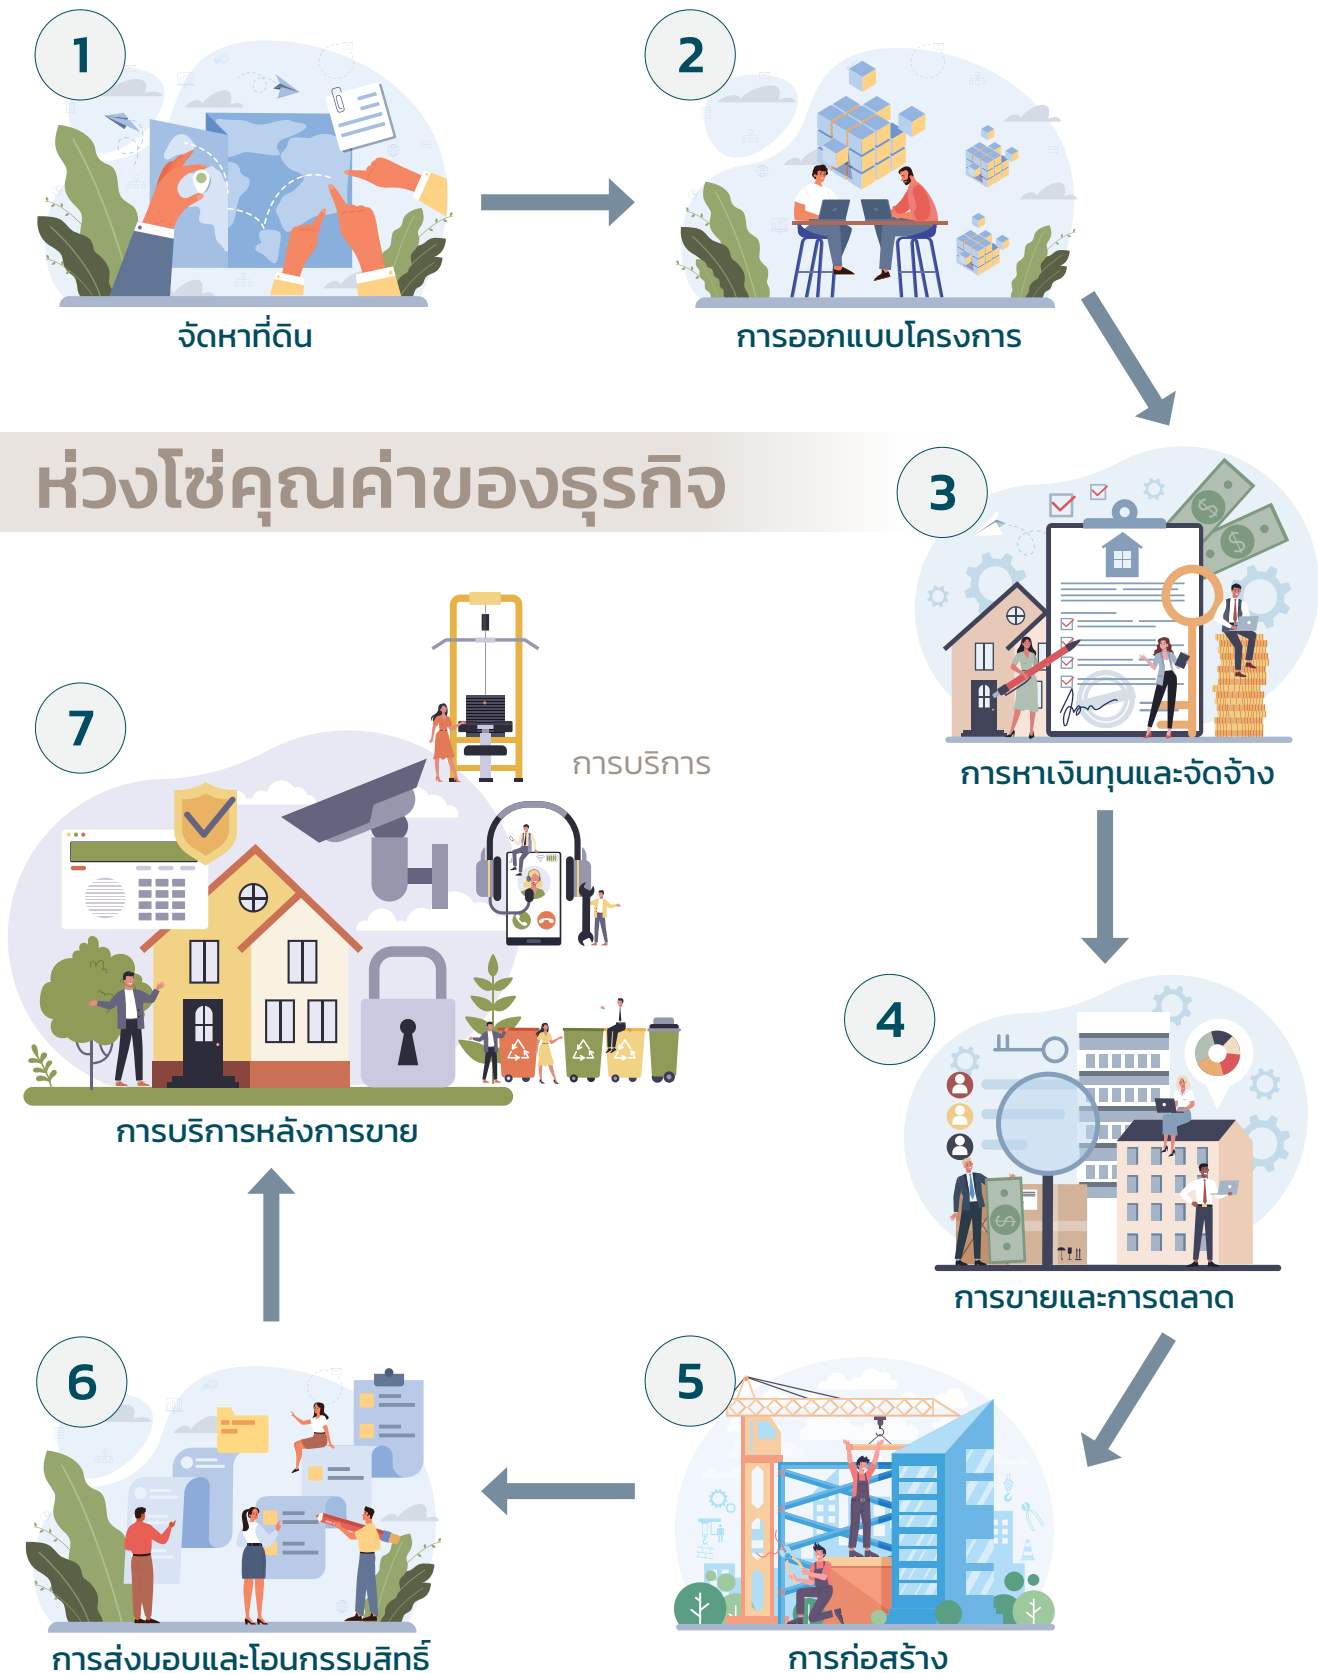 1
จัดหาที่ดิน
2
การออกแบบโครงการ
ห่วงโซ่คุณค่าของธุรกิจ
3
การหาเงินทุนและจัดจ้าง
4
การขายและการตลาด
5
การก่อสร้าง
6
การส่งมอบและโอนกรรมสิทธิ์
7
การบริการ
การบริการหลังการขาย